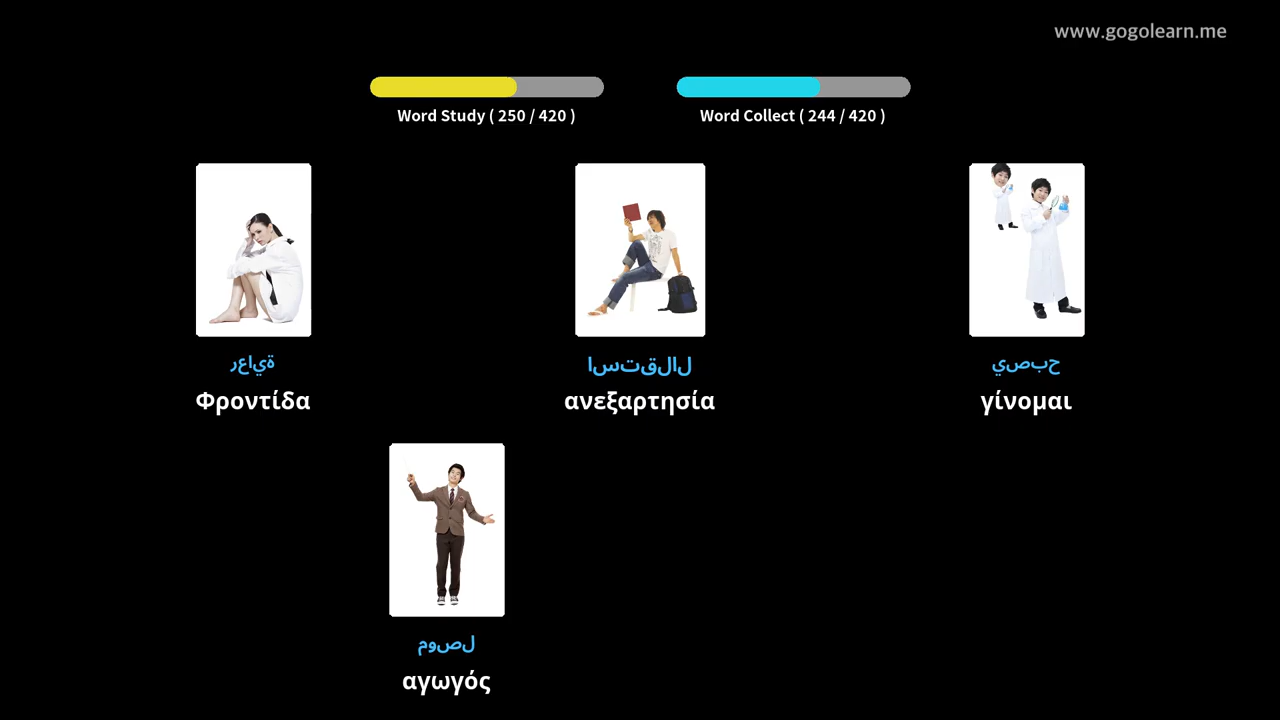 www.gogolearn.me
Word Study ( 250 / 420 )
Word Collect ( 244 / 420 )
رعاية
استقلال
يصبح
Φροντίδα
ανεξαρτησία
γίνομαι
موصل
αγωγός